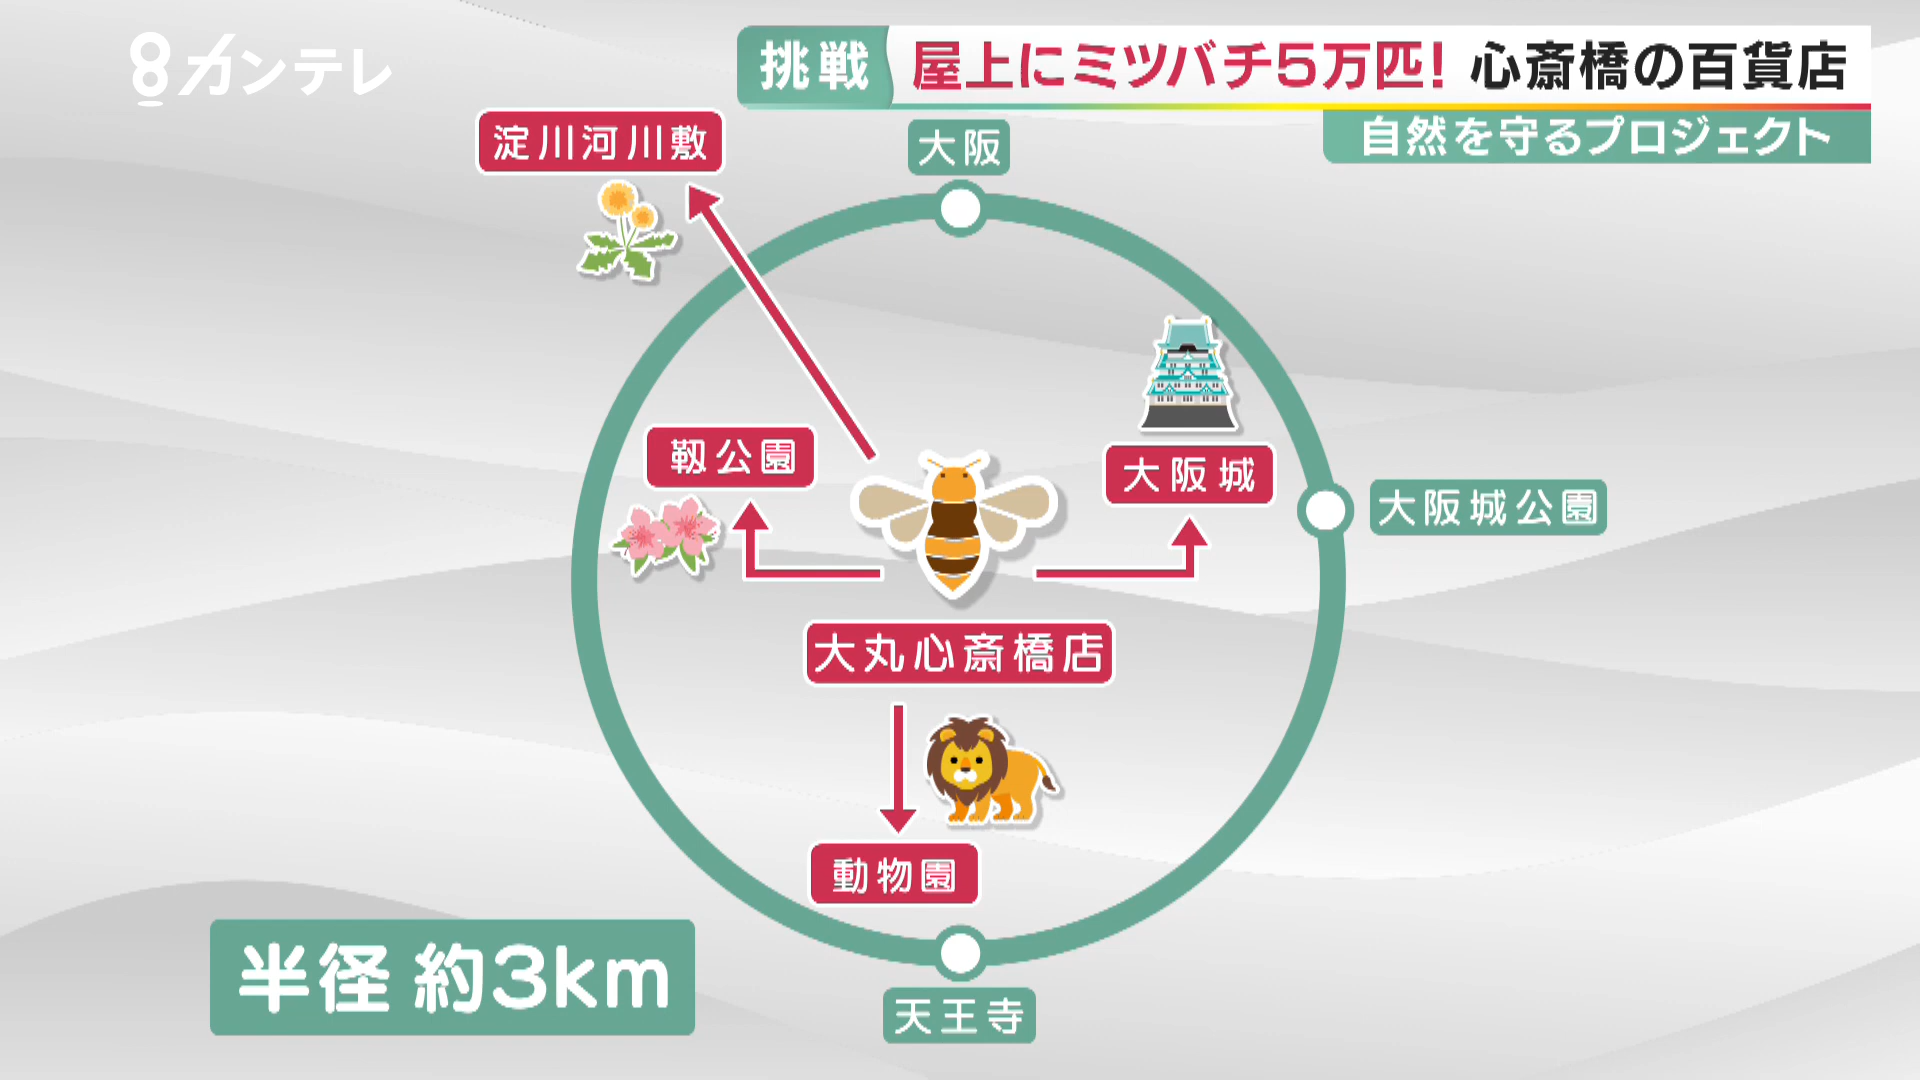 8カンテレ
挑戦 屋上にミツバチ5万匹！ 心斎橋の百貨店
自然を守るプロジェクト
淀川河川敷
大阪
靱公園
大阪城
大阪城公園
大丸心斎橋店
動物園
半径 約3km
天王寺